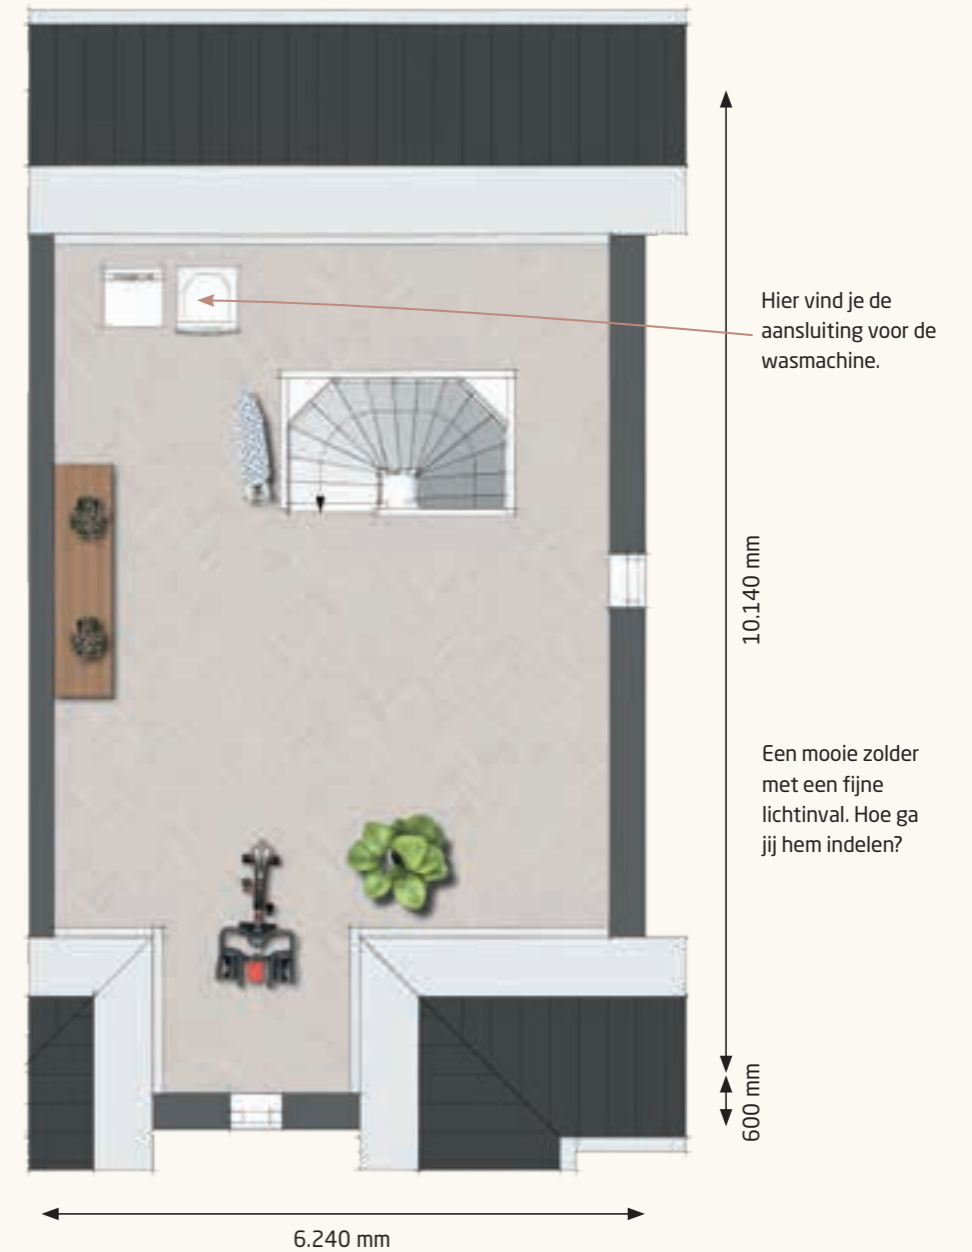 Hier vind je de
aansluiting voor de
wasmachine.
10.140 mm
Een mooie zolder
met een fijne
lichtinval. Hoe ga
jij hem indelen?
600 mm
6.240 mm